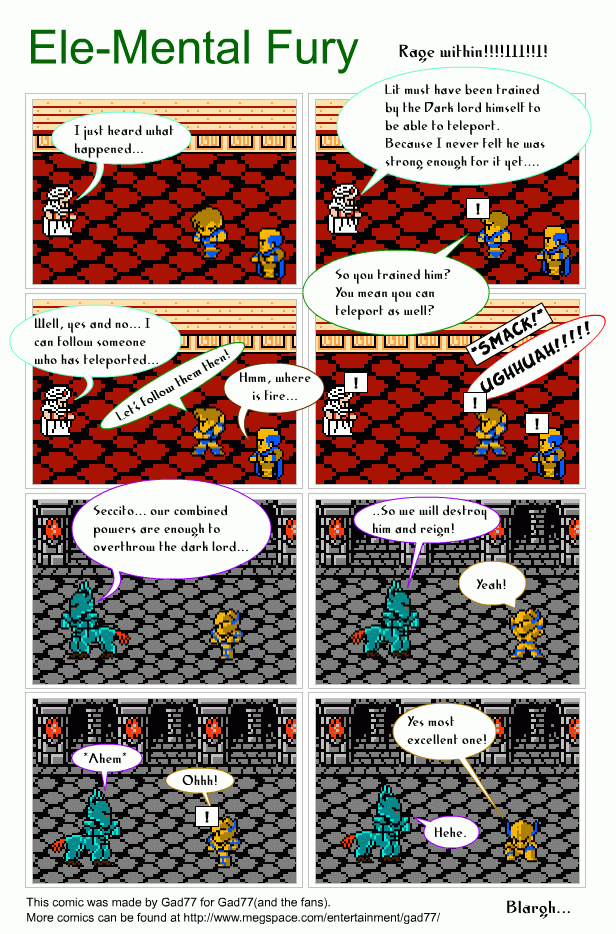 Ele-Mental Fury
Rage within!!!!111!!1!
I just heard what
happened...
Lit must have been trained
by the Dark lord himself to
be able to teleport.
Because I never felt he was
strong enough for it yet....
!
So you trained him?
You mean you can
teleport as well?
Well, yes and no... I
can follow someone
who has teleported...
Let's follow them then!
Hmm, where
is fire...
*SMACK!*
UGHHUAH!!!!!
!
!
!
Seccito... our combined
powers are enough to
overthrow the dark lord...
..So we will destroy
him and reign!
Yeah!
*Ahem*
Ohhh!
!
Yes most
excellent one!
Hehe.
This comic was made by Gad77 for Gad77(and the fans).
More comics can be found at http://www.megspace.com/entertainment/gad77/
Blargh...